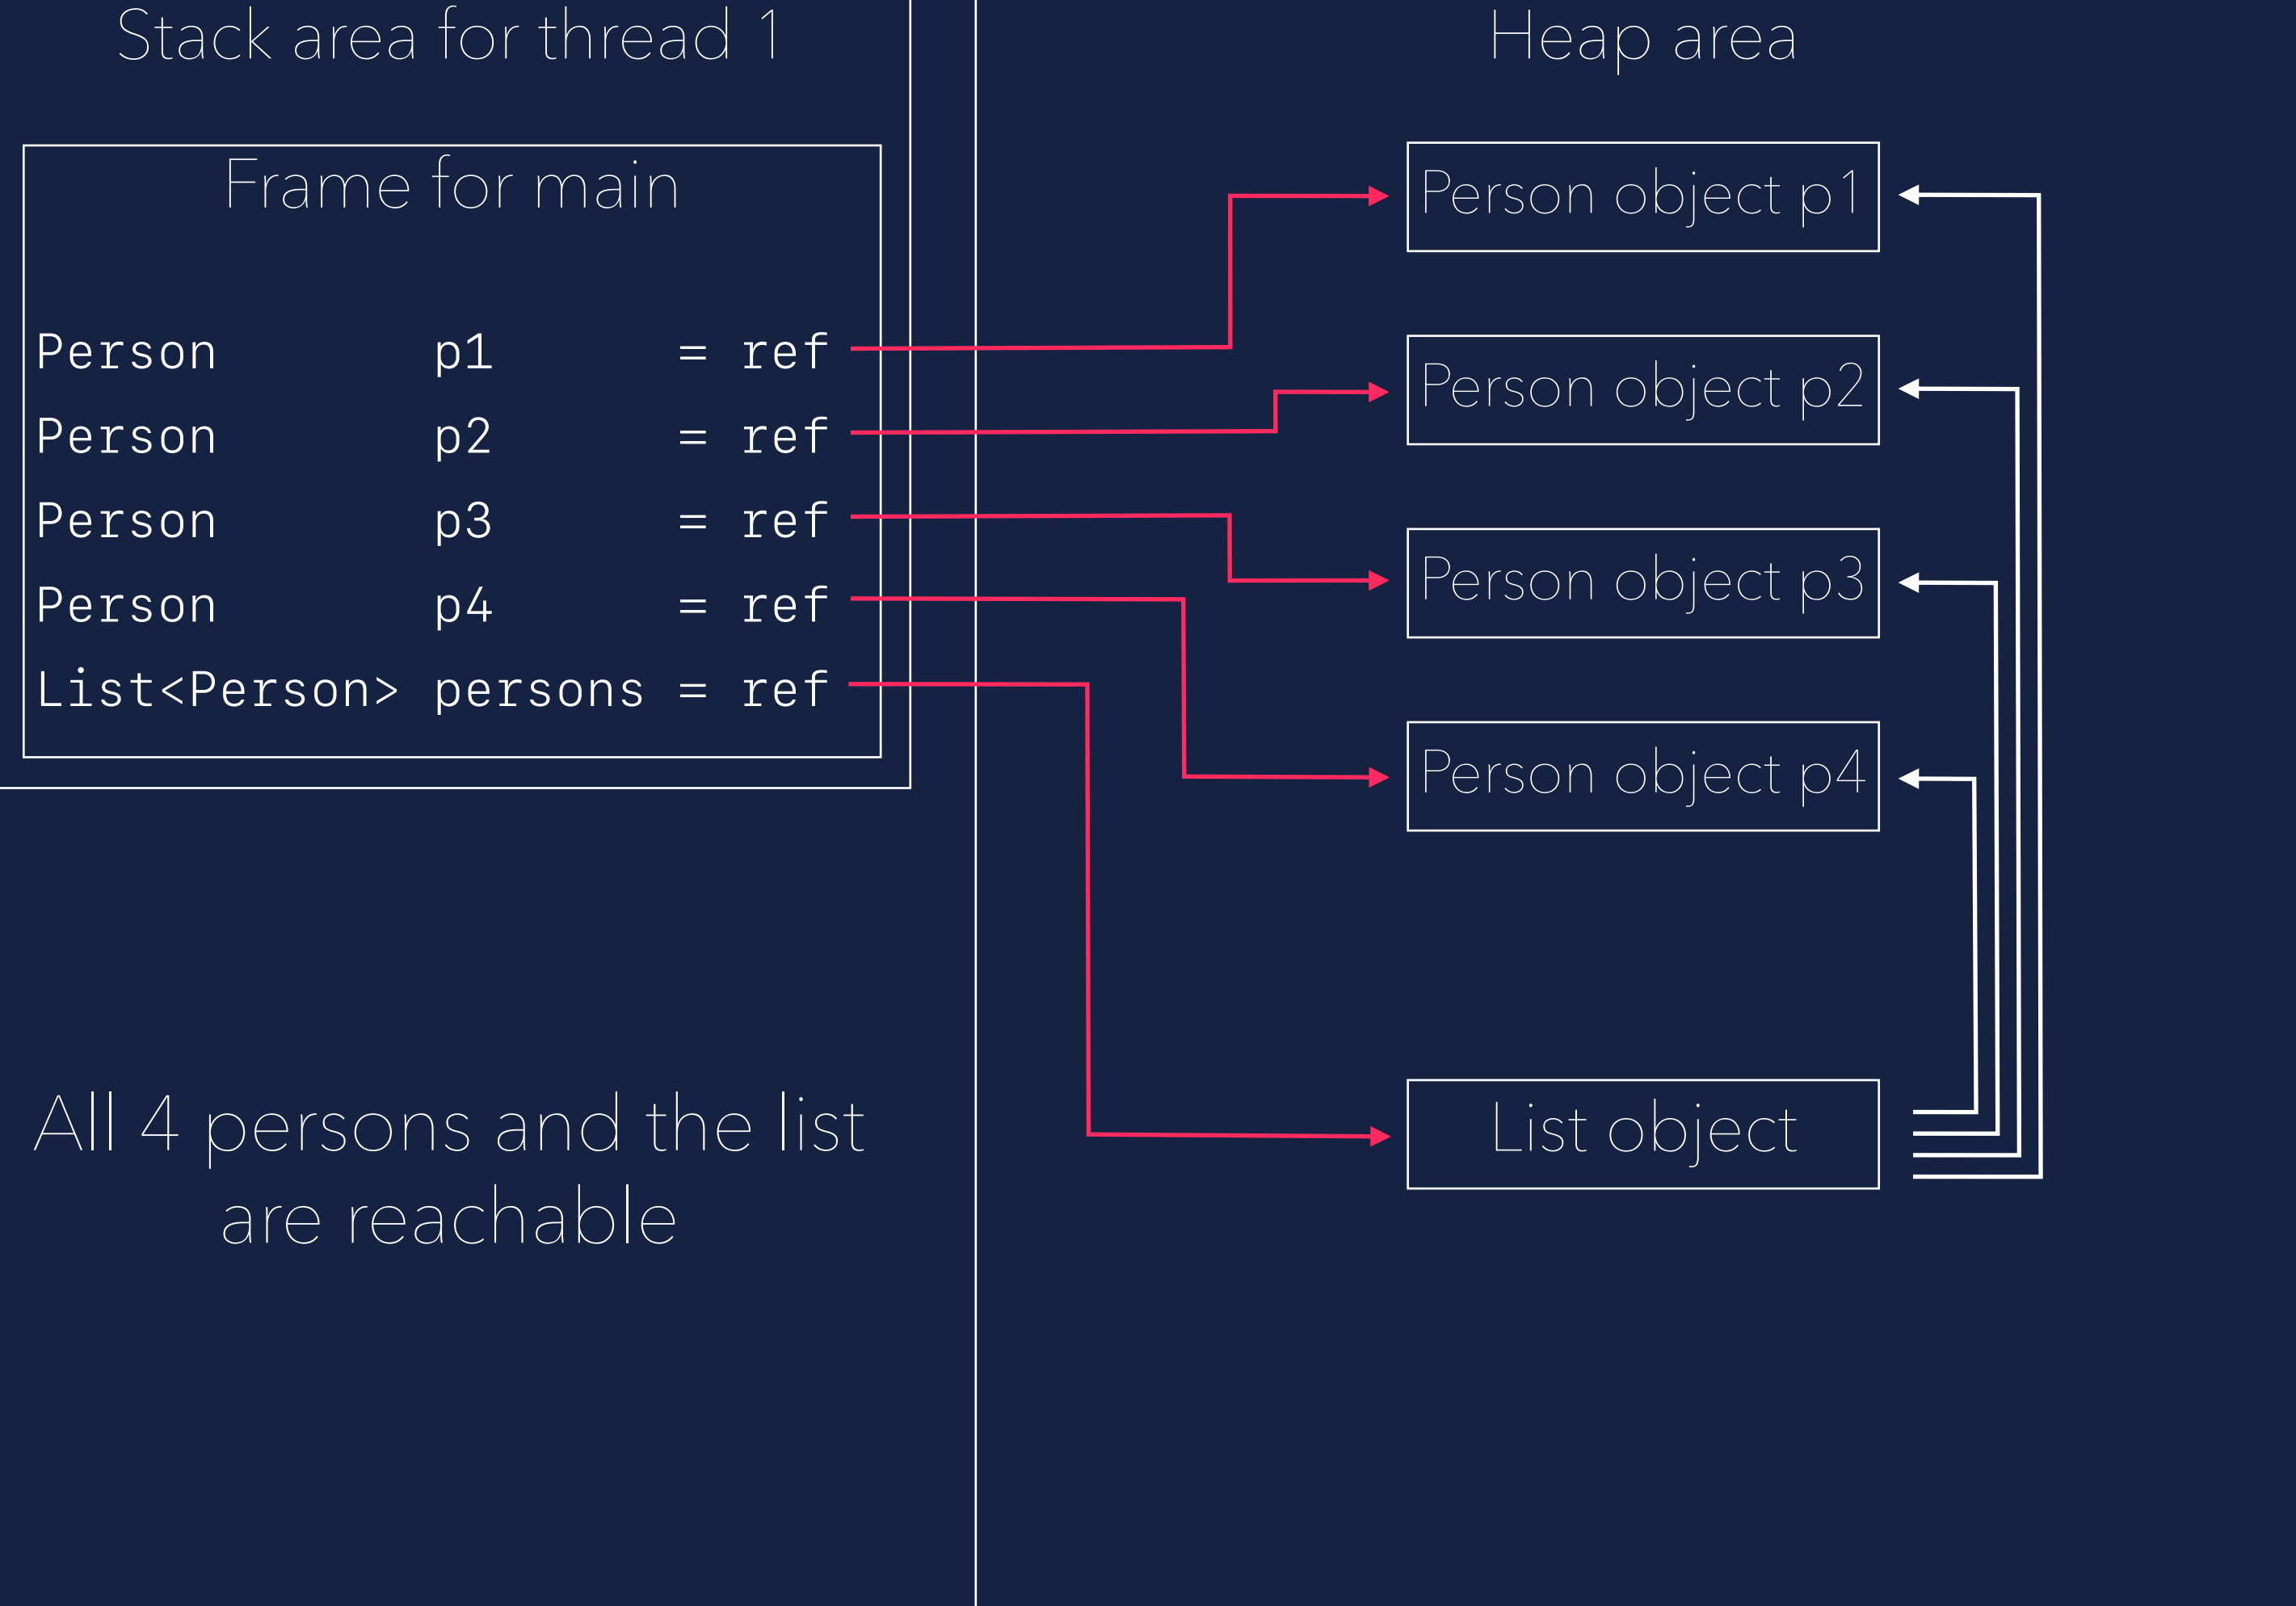 Stack area for thread 1
Frame for main
Person p1 = ref
Person p2 = ref
Person p3 = ref
Person p4 = ref
List<Person> persons = ref
All 4 persons and the list
are reachable
Heap area
Person object p1
Person object p2
Person object p3
Person object p4
List object